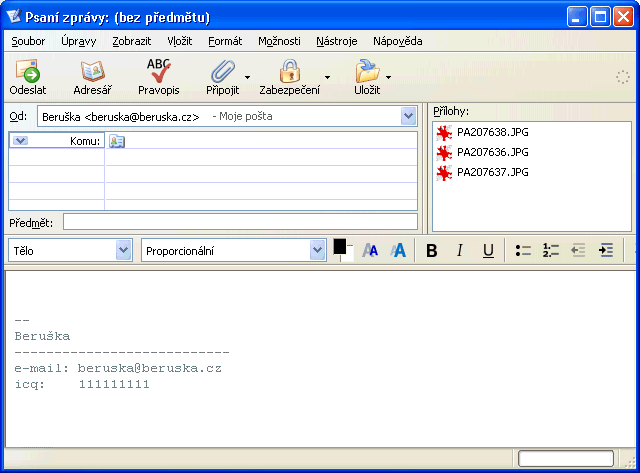 Psaní zprávy: (bez předmětu)
Soubor Úpravy Zobrazit Vložit Formát Možnosti Nástroje Nápověda
ABC
Odeslat Adresář Pravopis Připojit Zabezpečení Uložit
Od: Beruška <beruska@beruska.cz> - Moje pošta
Přílohy:
Komu:
PA207638.JPG
PA207636.JPG
PA207637.JPG
Předmět:
Tělo Proporcionální A A A A B I U
--
Beruška
---------------------------
e-mail: beruska@beruska.cz
icq: 111111111